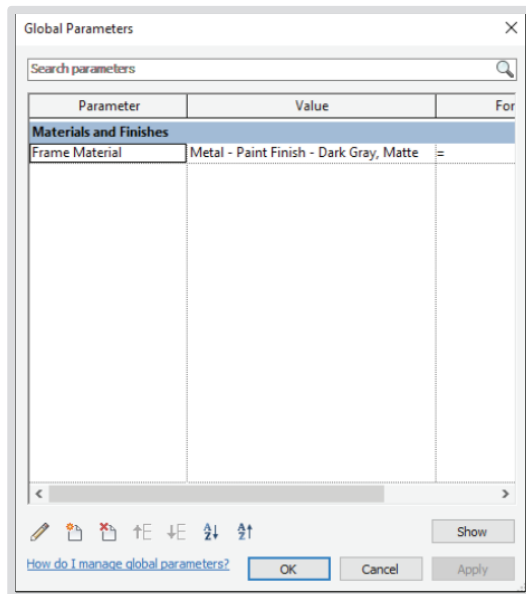 Global Parameters
Search parameters
Parameter Value For
Materials and Finishes
Frame Material Metal - Paint Finish - Dark Gray, Matte =
Show
How do I manage global parameters? OK Cancel Apply